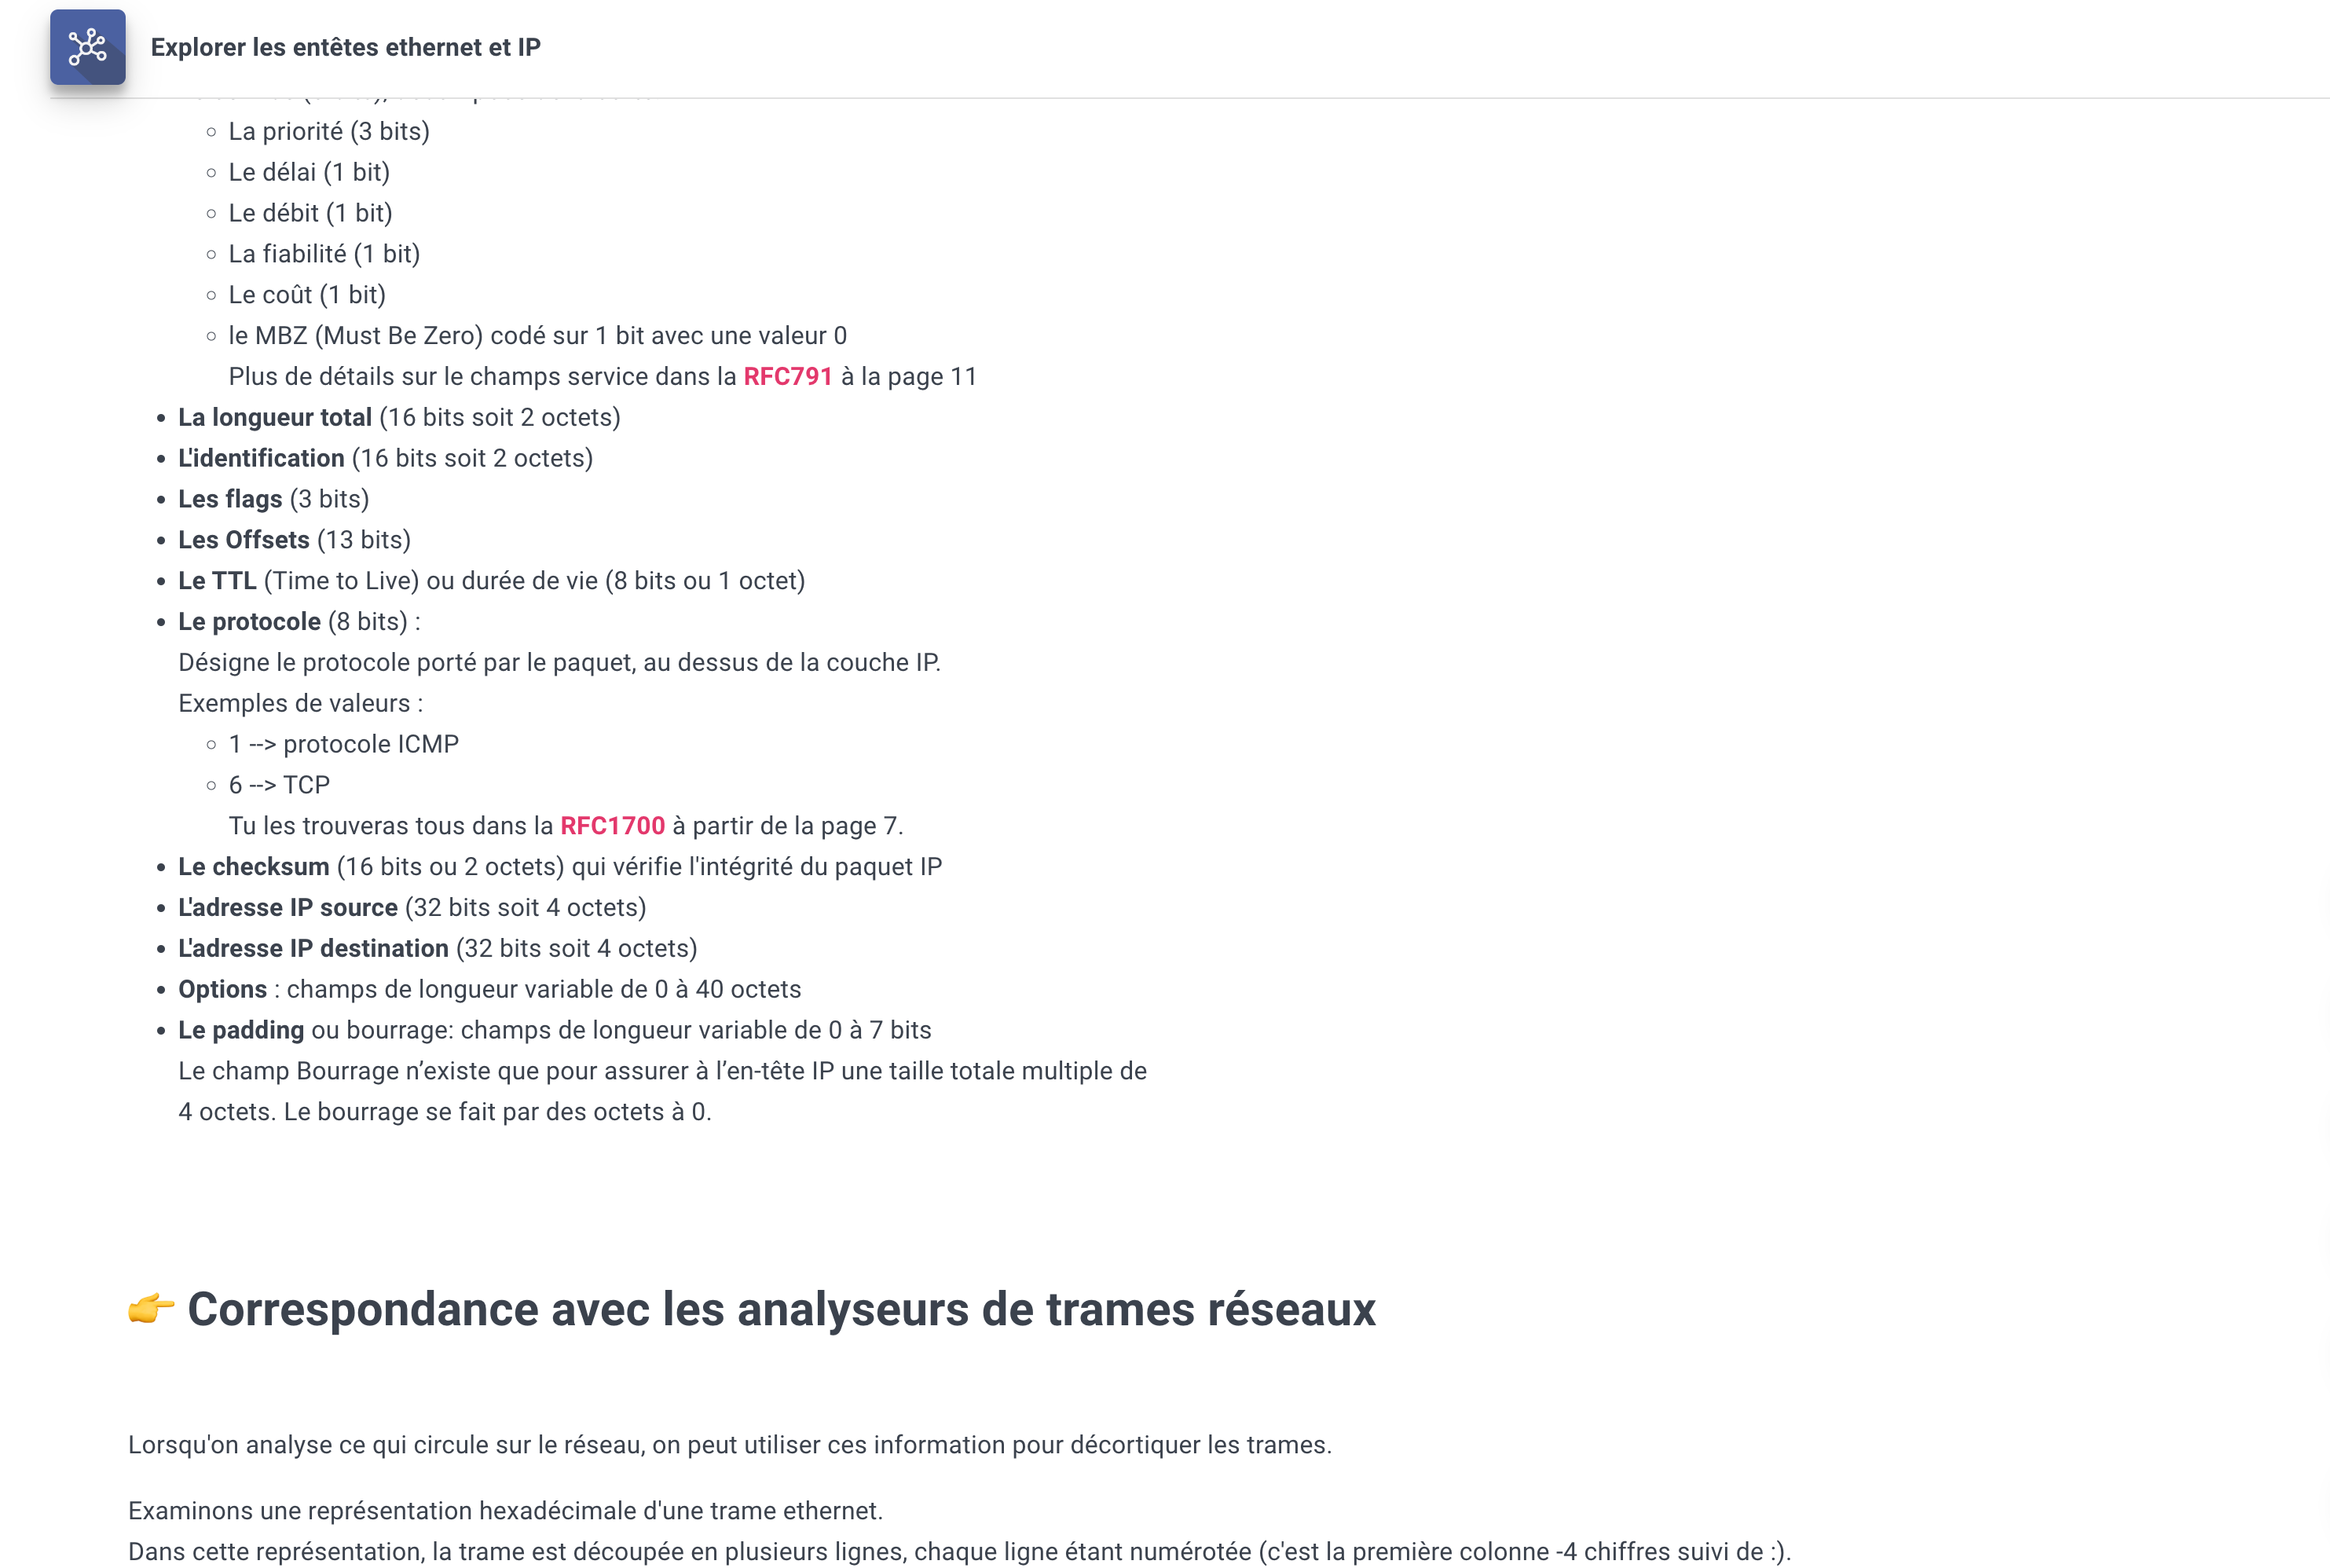 Explorer les entêtes ethernet et IP
La priorité (3 bits)
Le délai (1 bit)
Le débit (1 bit)
La fiabilité (1 bit)
Le coût (1 bit)
le MBZ (Must Be Zero) codé sur 1 bit avec une valeur 0
Plus de détails sur le champs service dans la RFC791 à la page 11
La longueur total (16 bits soit 2 octets)
L'identification (16 bits soit 2 octets)
Les flags (3 bits)
Les Offsets (13 bits)
Le TTL (Time to Live) ou durée de vie (8 bits ou 1 octet)
Le protocole (8 bits) :
Désigne le protocole porté par le paquet, au dessus de la couche IP.
Exemples de valeurs :
1 --> protocole ICMP
6 --> TCP
Tu les trouveras tous dans la RFC1700 à partir de la page 7.
Le checksum (16 bits ou 2 octets) qui vérifie l'intégrité du paquet IP
L'adresse IP source (32 bits soit 4 octets)
L'adresse IP destination (32 bits soit 4 octets)
Options : champs de longueur variable de 0 à 40 octets
Le padding ou bourrage: champs de longueur variable de 0 à 7 bits
Le champ Bourrage n’existe que pour assurer à l’en-tête IP une taille totale multiple de
4 octets. Le bourrage se fait par des octets à 0.
👉 Correspondance avec les analyseurs de trames réseaux
Lorsqu'on analyse ce qui circule sur le réseau, on peut utiliser ces information pour décortiquer les trames.
Examinons une représentation hexadécimale d'une trame ethernet.
Dans cette représentation, la trame est découpée en plusieurs lignes, chaque ligne étant numérotée (c'est la première colonne -4 chiffres suivi de :).